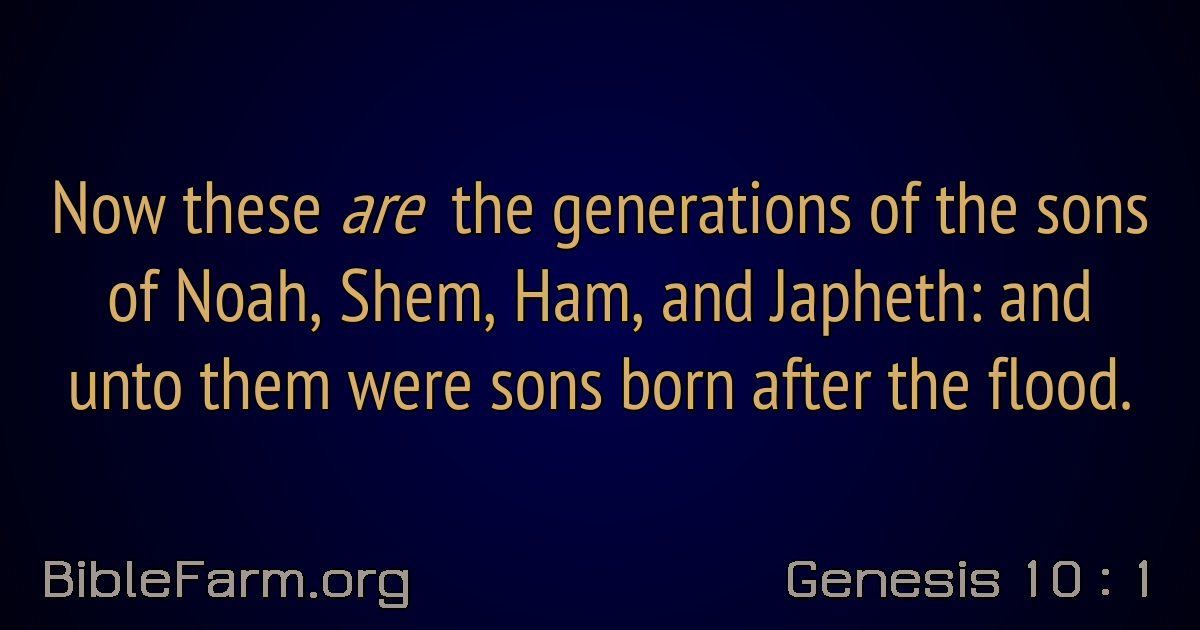 Now these are the generations of the sons
of Noah, Shem, Ham, and Japheth: and
unto them were sons born after the flood.
BibleFarm.org
Genesis 10 : 1